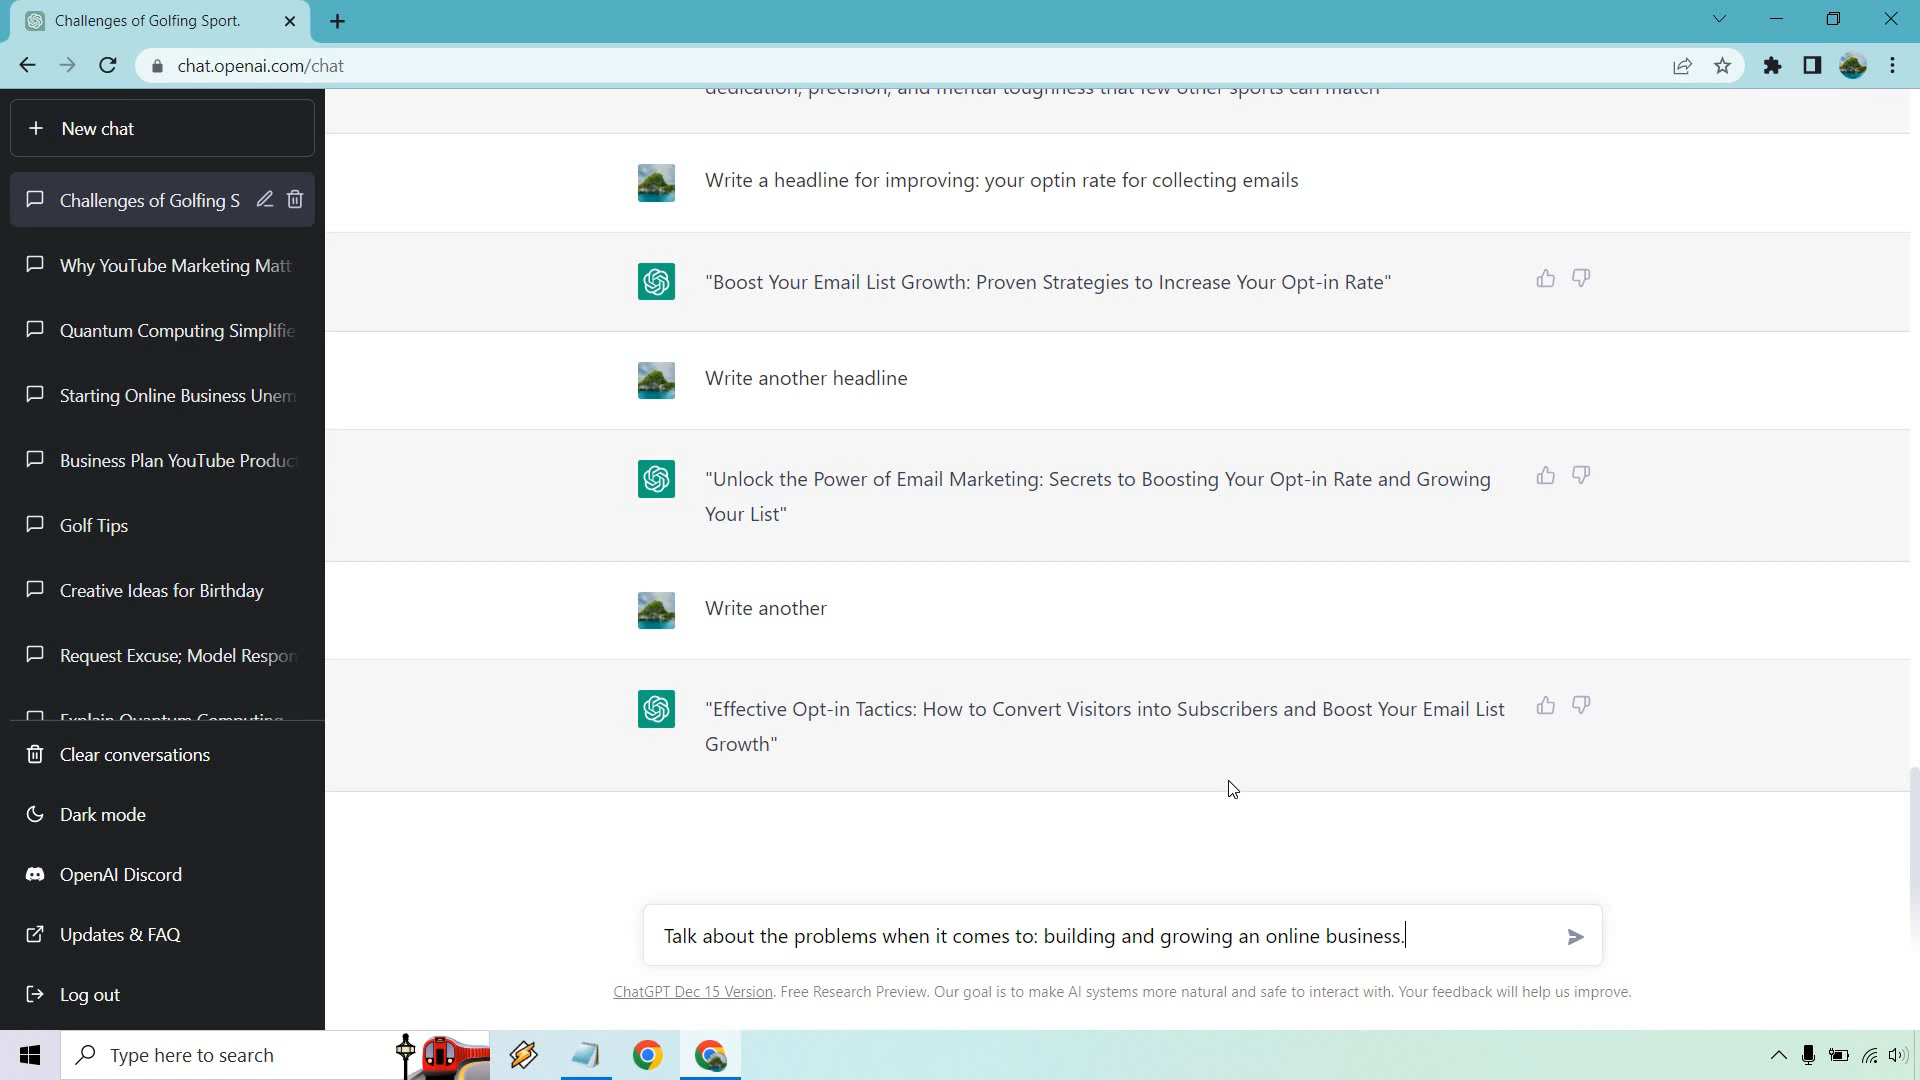 Challenges of Golfing Sport.
chat.openai.com/chat
New chat
Challenges of Golfing S
Why YouTube Marketing Matt
Quantum Computing Simplifie
Starting Online Business Unem
Business Plan YouTube Produc
Golf Tips
Creative Ideas for Birthday
Request Excuse; Model Respon
Explain Quantum Computing
Clear conversations
Dark mode
OpenAI Discord
Updates & FAQ
Log out
dedication, precision, and mental toughness that few other sports can match
Write a headline for improving: your optin rate for collecting emails
"Boost Your Email List Growth: Proven Strategies to Increase Your Opt-in Rate"
Write another headline
"Unlock the Power of Email Marketing: Secrets to Boosting Your Opt-in Rate and Growing
Your List"
Write another
"Effective Opt-in Tactics: How to Convert Visitors into Subscribers and Boost Your Email List
Growth"
Talk about the problems when it comes to: building and growing an online business.
ChatGPT Dec 15 Version. Free Research Preview. Our goal is to make AI systems more natural and safe to interact with. Your feedback will help us improve.
Type here to search